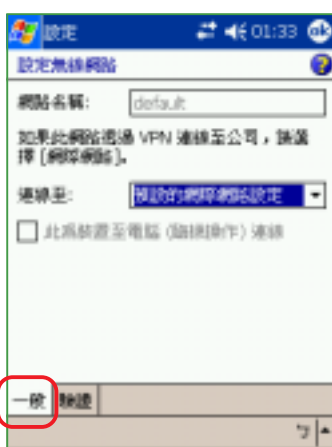 設定 01:33 ok
設定無線網路
網路名稱: default
如果此網路透過 VPN 連線至公司，請選
擇 [網際網路]。
連線至: 預設的網際網路設定
此為裝置至電腦 (臨機操作) 連線
一般 驗證
ㄅ